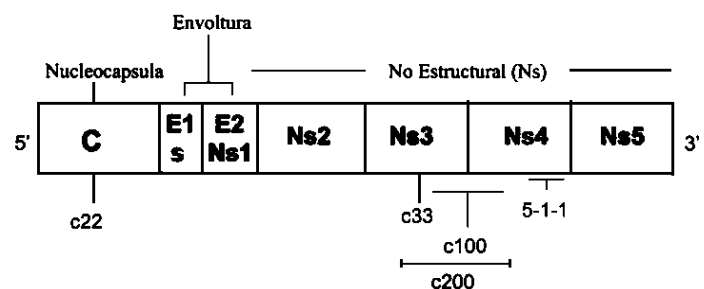 Envoltura
Nucleocapsula
No Estructural (Ns)
5' C E1 s E2 Ns1 Ns2 Ns3 Ns4 Ns5 3'
c22
c33
5-1-1
c100
c200